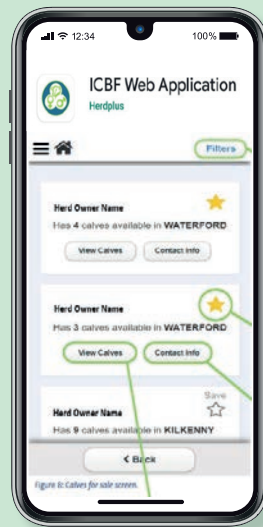 12:34 100%
ICBF Web Application
Herdplus
Filters
Herd Owner Name
Has 4 calves available in WATERFORD
View Calves Contact Info
Herd Owner Name
Has 3 calves available in WATERFORD
View Calves Contact Info
Save
Herd Owner Name
Has 9 calves available in KILKENNY
< Back
Figure 6: Calves for sale screen.